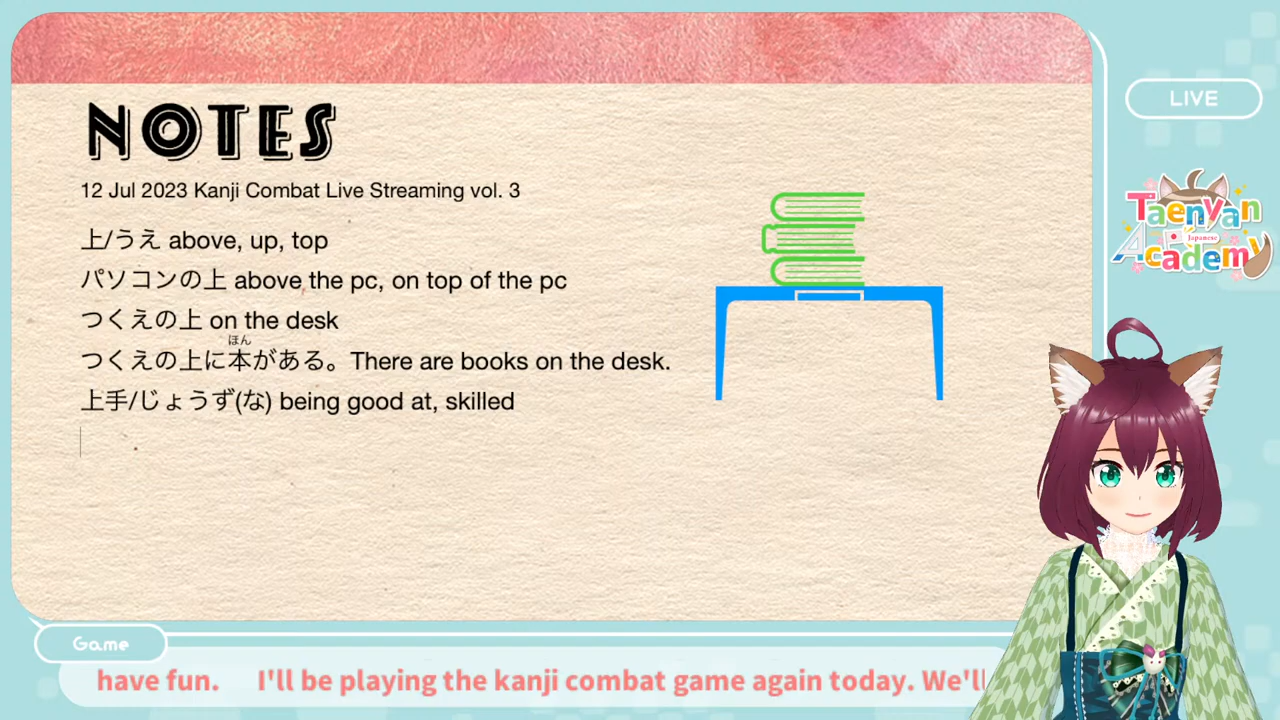 NOTES
12 Jul 2023 Kanji Combat Live Streaming vol. 3
上/うえ above, up, top
パソコンの上 above the pc, on top of the pc
つくえの上 on the desk
ほん
つくえの上に本がある。There are books on the desk.
上手/じょうず(な) being good at, skilled
LIVE
Taenyan
Japanese
Academy
Game
have fun. I'll be playing the kanji combat game again today. We'll